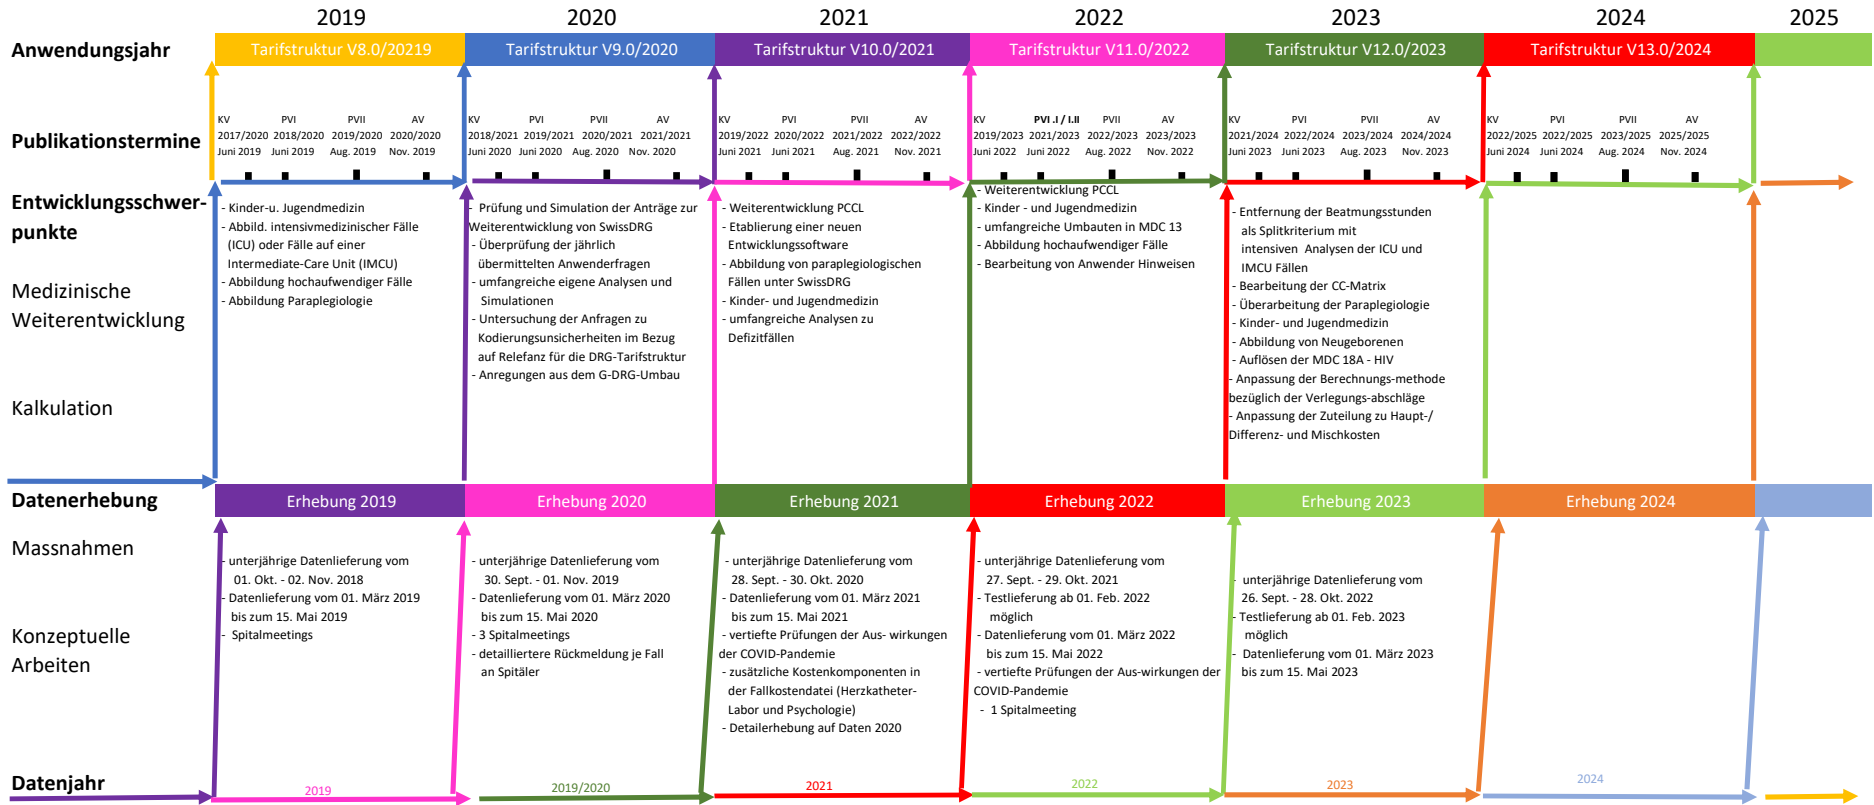 2019
2020
2021
2022
2023
2024
2025
Anwendungsjahr
Tarifstruktur V8.0/20219
Tarifstruktur V9.0/2020
Tarifstruktur V10.0/2021
Tarifstruktur V11.0/2022
Tarifstruktur V12.0/2023
Tarifstruktur V13.0/2024
Publikationstermine
KV
2017/2020
Juni 2019
PVI
2018/2020
Juni 2019
PVII
2019/2020
Aug. 2019
AV
2020/2020
Nov. 2019
KV
2018/2021
Juni 2020
PVI
2019/2021
Juni 2020
PVII
2020/2021
Aug. 2020
AV
2021/2021
Nov. 2020
KV
2019/2022
Juni 2021
PVI
2020/2022
Juni 2021
PVII
2021/2022
Aug. 2021
AV
2022/2022
Nov. 2021
KV
2019/2023
Juni 2022
PVI .I / I.II
2021/2023
Juni 2022
PVII
2022/2023
Aug. 2022
AV
2023/2023
Nov. 2022
KV
2021/2024
Juni 2023
PVI
2022/2024
Juni 2023
PVII
2023/2024
Aug. 2023
AV
2024/2024
Nov. 2023
KV
2022/2025
Juni 2024
PVI
2022/2025
Juni 2024
PVII
2023/2025
Aug. 2024
AV
2025/2025
Nov. 2024
Entwicklungsschwer-
punkte
Medizinische
Weiterentwicklung
Kalkulation
- Kinder-u. Jugendmedizin
- Abbild. intensivmedizinischer Fälle
(ICU) oder Fälle auf einer
Intermediate-Care Unit (IMCU)
- Abbildung hochaufwendiger Fälle
- Abbildung Paraplegiologie
- Prüfung und Simulation der Anträge zur
Weiterentwicklung von SwissDRG
- Überprüfung der jährlich
übermittelten Anwenderfragen
- umfangreiche eigene Analysen und
Simulationen
- Untersuchung der Anfragen zu
Kodierungsunsicherheiten im Bezug
auf Relefanz für die DRG-Tarifstruktur
- Anregungen aus dem G-DRG-Umbau
- Weiterentwicklung PCCL
- Etablierung einer neuen
Entwicklungssoftware
- Abbildung von paraplegiologischen
Fällen unter SwissDRG
- Kinder- und Jugendmedizin
- umfangreiche Analysen zu
Defizitfällen
- Weiterentwicklung PCCL
- Kinder - und Jugendmedizin
- umfangreiche Umbauten in MDC 13
- Abbildung hochaufwendiger Fälle
- Bearbeitung von Anwender Hinweisen
- Entfernung der Beatmungsstunden
als Splitkriterium mit
intensiven Analysen der ICU und
IMCU Fällen
- Bearbeitung der CC-Matrix
- Überarbeitung der Paraplegiologie
- Kinder- und Jugendmedizin
- Abbildung von Neugeborenen
- Auflösen der MDC 18A - HIV
- Anpassung der Berechnungs-methode
bezüglich der Verlegungs-abschläge
- Anpassung der Zuteilung zu Haupt-/
Differenz- und Mischkosten
Datenerhebung
Erhebung 2019
Erhebung 2020
Erhebung 2021
Erhebung 2022
Erhebung 2023
Erhebung 2024
Massnahmen
Konzeptuelle
Arbeiten
- unterjährige Datenlieferung vom
01. Okt. - 02. Nov. 2018
- Datenlieferung vom 01. März 2019
bis zum 15. Mai 2019
- Spitalmeetings
- unterjährige Datenlieferung vom
30. Sept. - 01. Nov. 2019
- Datenlieferung vom 01. März 2020
bis zum 15. Mai 2020
- 3 Spitalmeetings
- detailliertere Rückmeldung je Fall
an Spitäler
- unterjährige Datenlieferung vom
28. Sept. - 30. Okt. 2020
- Datenlieferung vom 01. März 2021
bis zum 15. Mai 2021
- vertiefte Prüfungen der Aus- wirkungen
der COVID-Pandemie
- zusätzliche Kostenkomponenten in
der Fallkostendatei (Herzkatheter-
Labor und Psychologie)
- Detailerhebung auf Daten 2020
- unterjährige Datenlieferung vom
27. Sept. - 29. Okt. 2021
- Testlieferung ab 01. Feb. 2022
möglich
- Datenlieferung vom 01. März 2022
bis zum 15. Mai 2022
- vertiefte Prüfungen der Aus-wirkungen der
COVID-Pandemie
- 1 Spitalmeeting
- unterjährige Datenlieferung vom
26. Sept. - 28. Okt. 2022
- Testlieferung ab 01. Feb. 2023
möglich
- Datenlieferung vom 01. März 2023
bis zum 15. Mai 2023
Datenjahr
2019
2019/2020
2021
2022
2023
2024